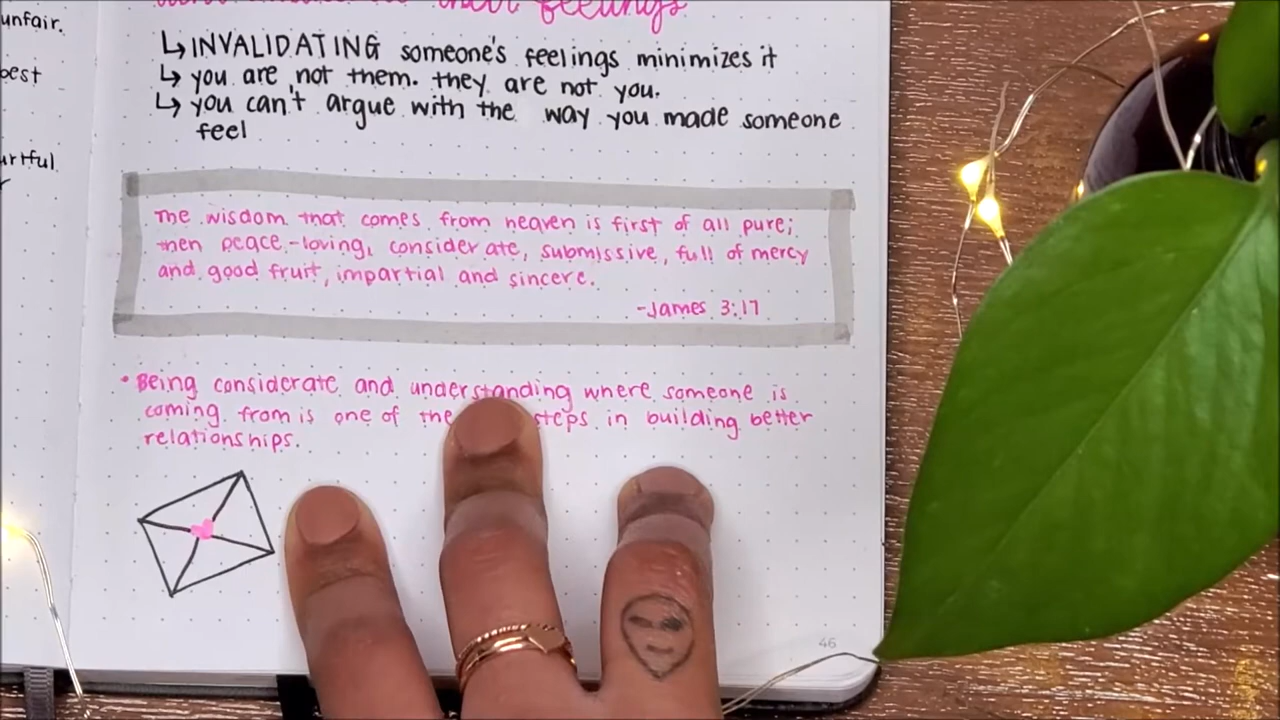 unfair.
best
their feelings
↳ INVALIDATING someone's feelings minimizes it
↳ you are not them. they are not you.
↳ you can't argue with the way you made someone
feel
The wisdom that comes from heaven is first of all pure;
then peace-loving, considerate, submissive, full of mercy
and good fruit, impartial and sincere.
-James 3:17
• Being considerate and understanding where someone is
coming from is one of the steps in building better
relationships.
46